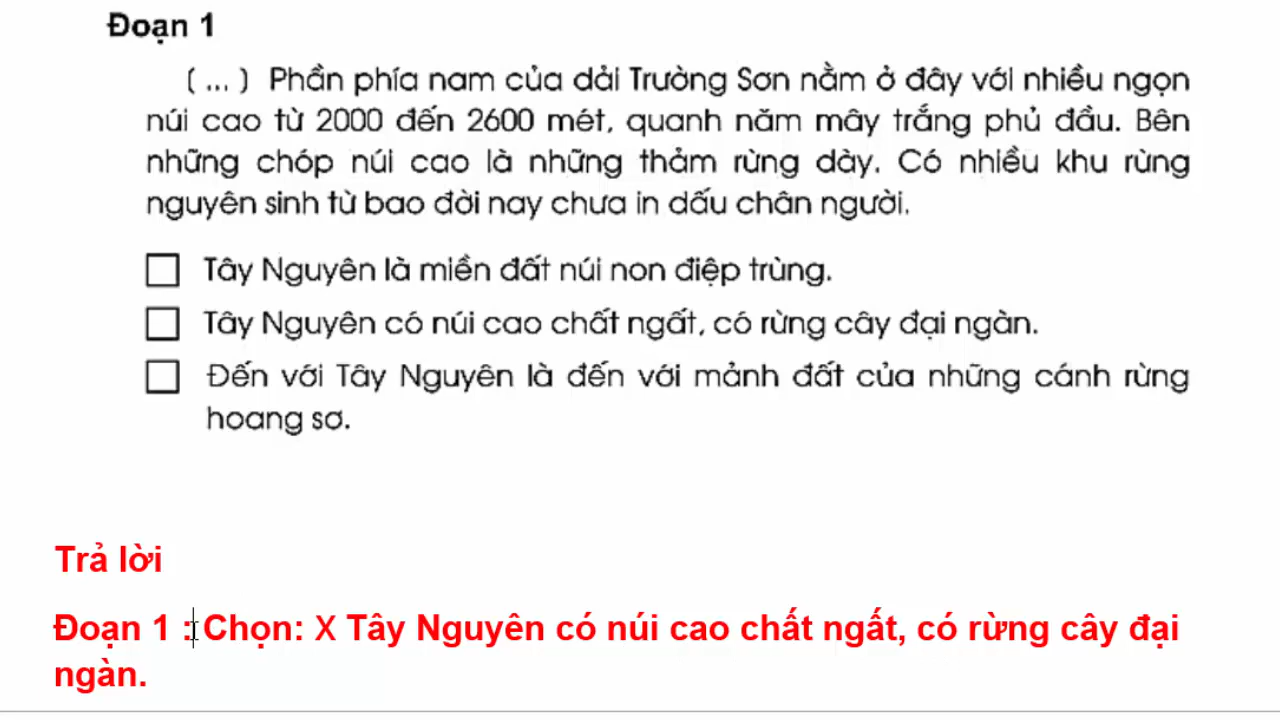 Đoạn 1
( ... ) Phần phía nam của dải Trường Sơn nằm ở đây với nhiều ngọn
núi cao từ 2000 đến 2600 mét, quanh năm mây trắng phủ đầu. Bên
những chóp núi cao là những thảm rừng dày. Có nhiều khu rừng
nguyên sinh từ bao đời nay chưa in dấu chân người.
Tây Nguyên là miền đất núi non điệp trùng.
Tây Nguyên có núi cao chất ngất, có rừng cây đại ngàn.
Đến với Tây Nguyên là đến với mảnh đất của những cánh rừng
hoang sơ.
Trả lời
Đoạn 1 : Chọn: X Tây Nguyên có núi cao chất ngất, có rừng cây đại
ngàn.